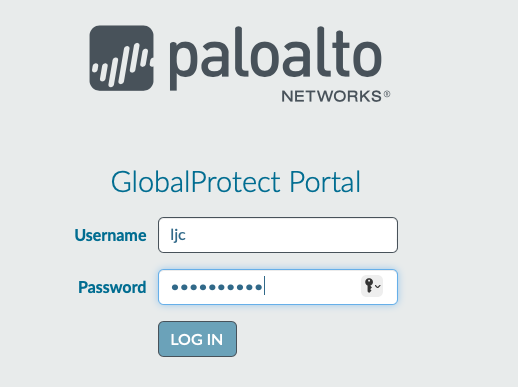 paloalto
NETWORKS®
GlobalProtect Portal
Username ljc
Password ••••••••••
LOG IN